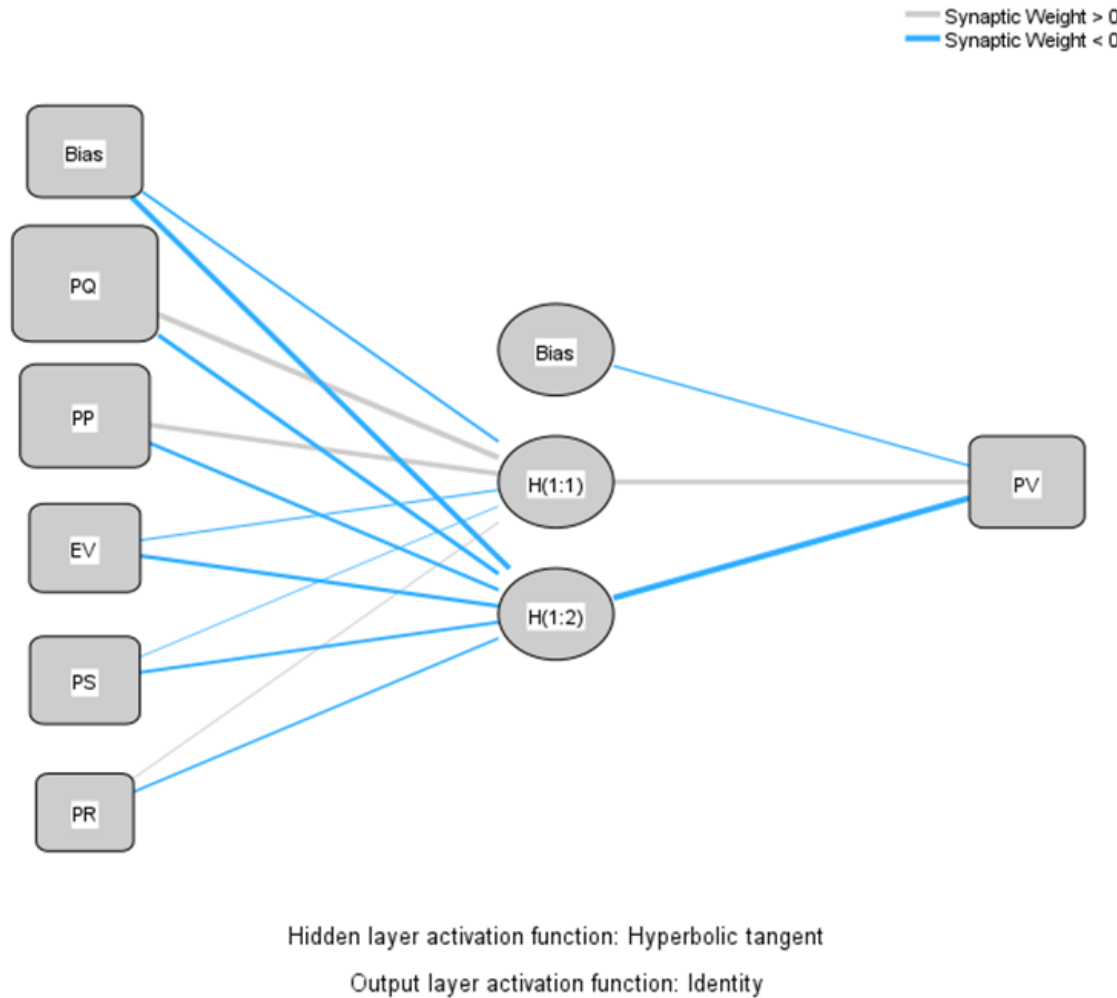 Synaptic Weight > 0
Synaptic Weight < 0
Bias
PQ
PP
EV
PS
PR
Bias
H(1:1)
H(1:2)
PV
Hidden layer activation function: Hyperbolic tangent
Output layer activation function: Identity